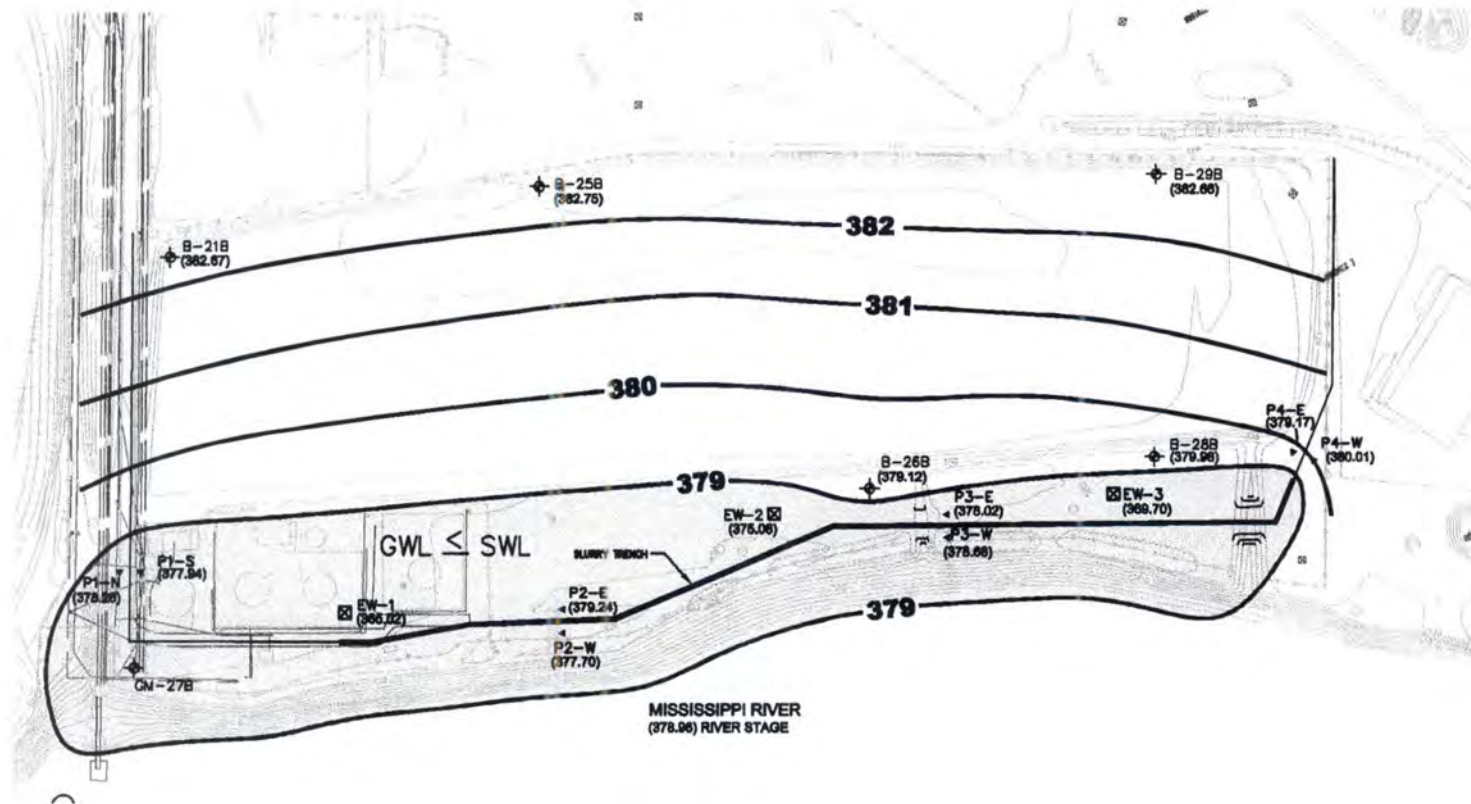 B-25B
(382.75)
B-29B
(382.66)
382
B-21B
(382.67)
381
380
P4-E
(379.17)
P4-W
(380.01)
B-28B
(379.96)
B-26B
(379.12)
379
P3-E
(378.02)
EW-3
(369.70)
EW-2
(375.06)
GWL ≤ SWL
P3-W
(378.68)
SLURRY TRENCH
P1-S
(377.94)
P1-N
EW-1
P2-E
(379.24)
379
P2-W
(377.70)
GM-27B
MISSISSIPPI RIVER
(378.96) RIVER STAGE